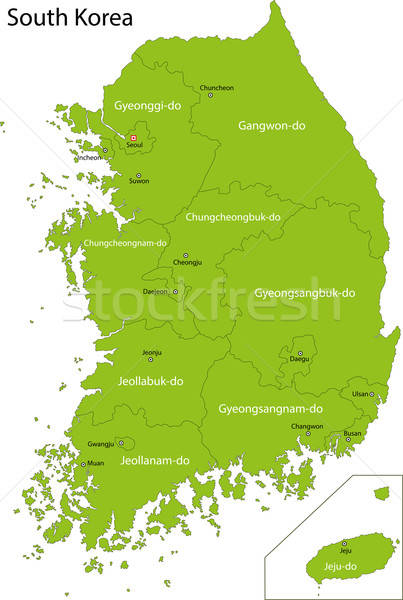 South Korea
Chuncheon
Gyeonggi-do
Gangwon-do
Seoul
Incheon
Suwon
Chungcheongbuk-do
Chungcheongnam-do
Cheongju
Daejeon
Gyeongsangbuk-do
stockfresh
Jeonju
Daegu
Jeollabuk-do
Ulsan
Gyeongsangnam-do
Changwon
Busan
Gwangju
Jeollanam-do
Muan
Jeju
Jeju-do